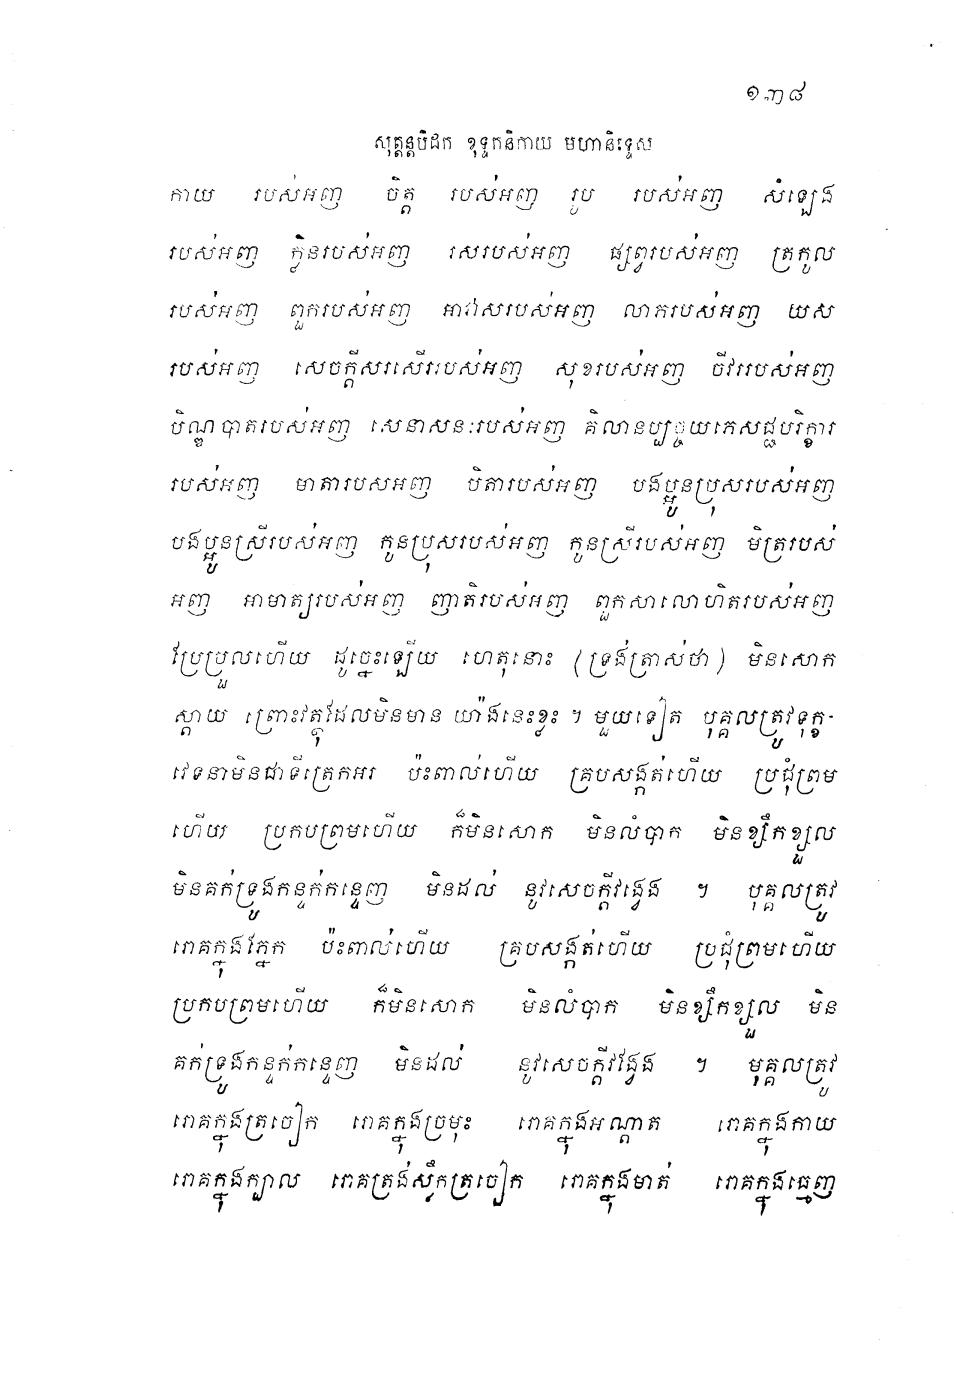 ១៣៨
សុត្តន្តបិដក ខុទ្ទកនិកាយ មហានិទ្ទេស
កាយ របស់អញ ចិត្ត របស់អញ រូប របស់អញ សំឡេង
របស់អញ ក្លិនរបស់អញ រសរបស់អញ ផ្សព្វរបស់អញ ត្រកូល
របស់អញ ពួករបស់អញ អាវាសរបស់អញ លាភរបស់អញ យស
របស់អញ សេចក្តីសរសើររបស់អញ សុខរបស់អញ ចីវររបស់អញ
បិណ្ឌបាតរបស់អញ សេនាសនៈរបស់អញ គិលានប្បច្ចយភេសជ្ជបរិក្ខារ
របស់អញ មាតារបសអញ បិតារបស់អញ បងប្អូនប្រុសរបស់អញ
បងប្អូនស្រីរបស់អញ កូនប្រុសរបស់អញ កូនស្រីរបស់អញ មិត្ររបស់
អញ អាមាត្យរបស់អញ ញាតិរបស់អញ ពួកសាលោហិតរបស់អញ
ប្រែប្រួលហើយ ដូច្នេះឡើយ ហេតុនោះ (ទ្រង់ត្រាស់ថា) មិនសោក
ស្តាយ ព្រោះវត្ថុដែលមិនមាន យ៉ាងនេះខ្លះ ។ មួយទៀត បុគ្គលត្រូវទុក្ខ-
វេទនាមិនជាទីត្រេកអរ ប៉ះពាល់ហើយ គ្របសង្កត់ហើយ ប្រជុំព្រម
ហើយ ប្រកបព្រមហើយ ក៏មិនសោក មិនលំបាក មិនខ្សឹកខ្សួល
មិនគក់ទ្រូងកន្ទក់កន្ទេញ មិនដល់ នូវសេចក្តីវង្វេង ។ បុគ្គលត្រូវ
រោគក្នុងភ្នែក ប៉ះពាល់ហើយ គ្របសង្កត់ហើយ ប្រជុំព្រមហើយ
ប្រកបព្រមហើយ ក៏មិនសោក មិនលំបាក មិនខ្សឹកខ្សួល មិន
គក់ទ្រូងកន្ទក់កន្ទេញ មិនដល់ នូវសេចក្តីវង្វែង ។ បុគ្គលត្រូវ
រោគក្នុងត្រចៀក រោគក្នុងច្រមុះ រោគក្នុងអណ្តាត រោគក្នុងកាយ
រោគក្នុងក្បាល រោគត្រង់ស្លឹកត្រចៀក រោគក្នុងមាត់ រោគក្នុងធ្មេញ